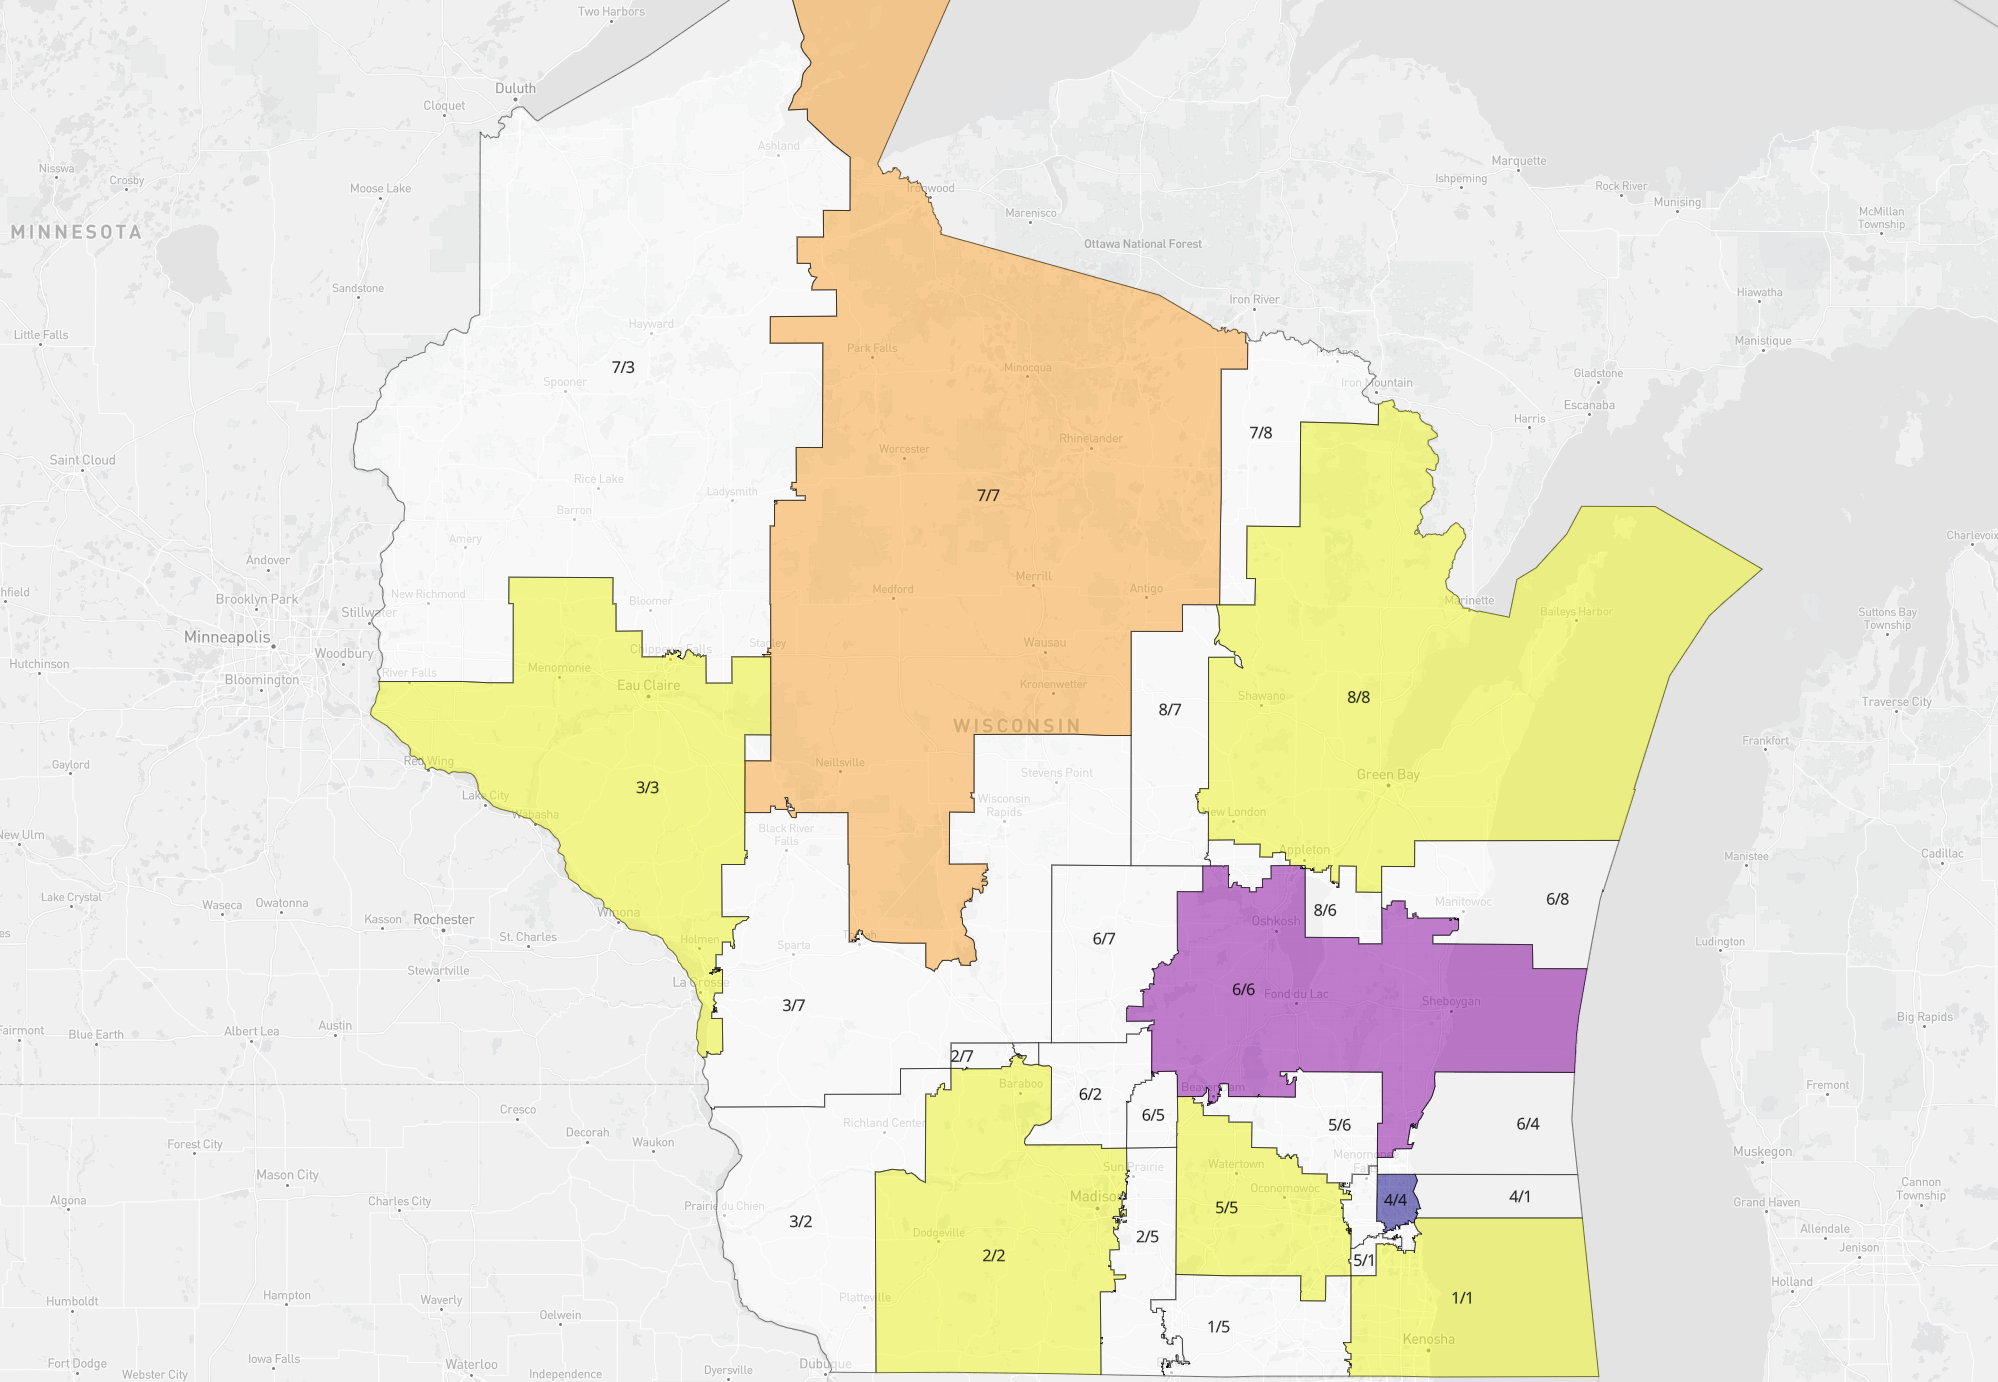 Two Harbors
Duluth
Cloquet
Ashland
Nisswa
Crosby
Moose Lake
Ironwood
Marquette
Ishpeming
Rock River
Munising
Marenisco
McMillan
Township
MINNESOTA
Ottawa National Forest
Sandstone
Iron River
Hiawatha
Little Falls
Hayward
Park Falls
Manistique
7/3
Minocqua
Spooner
Iron Mountain
Gladstone
Escanaba
Harris
7/8
Rhinelander
Worcester
Saint Cloud
Rice Lake
Ladysmith
7/7
Barron
Amery
Charlevoix
Andover
Merrill
Medford
Antigo
hfield
New Richmond
Brooklyn Park
Bloomer
Marinette
Baileys Harbor
Stillwater
Suttons Bay
Township
Minneapolis
Woodbury
Chippewa Falls
Stanley
Wausau
Hutchinson
River Falls
Menomonie
Bloomington
Eau Claire
Kronenwetter
Shawano
8/8
8/7
Traverse City
WISCONSIN
Frankfort
Gaylord
Red Wing
Neillsville
Stevens Point
Green Bay
3/3
Lake City
Wisconsin
Rapids
Wabasha
New London
New Ulm
Black River
Falls
Appleton
Manistee
Cadillac
Lake Crystal
Waseca
Owatonna
Manitowoc
6/8
Kasson
Rochester
Winona
8/6
Oshkosh
St. Charles
Holmen
Sparta
Tomah
6/7
Ludington
Stewartville
La Crosse
6/6
Fond du Lac
Sheboygan
3/7
Big Rapids
Fairmont
Blue Earth
Albert Lea
Austin
2/7
Baraboo
Beaver Dam
Fremont
6/2
Cresco
6/5
Richland Center
5/6
6/4
Decorah
Forest City
Waukon
Menomonee
Falls
Muskegon
Mason City
Sun Prairie
Watertown
Oconomowoc
Cannon
Township
Algona
Charles City
Prairie du Chien
Madison
4/4
4/1
Grand Haven
5/5
3/2
Dodgeville
2/5
Allendale
Jenison
2/2
5/1
Holland
Humboldt
Hampton
Waverly
Platteville
1/1
Oelwein
1/5
Kenosha
Fort Dodge
Iowa Falls
Waterloo
Dubuque
Webster City
Independence
Dyersville